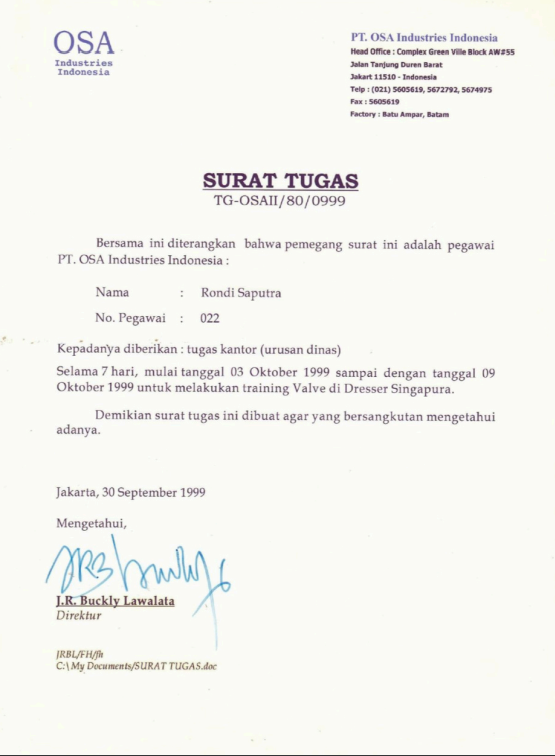 OSA
Industries
Indonesia
PT. OSA Industries Indonesia
Head Office : Complex Green Ville Block AW#55
Jalan Tanjung Duren Barat
Jakart 11510 - Indonesia
Telp : (021) 5605619, 5672792, 5674975
Fax : 5605619
Factory : Batu Ampar, Batam
SURAT TUGAS
TG-OSAII/80/0999
Bersama ini diterangkan bahwa pemegang surat ini adalah pegawai
PT. OSA Industries Indonesia :
Nama : Rondi Saputra
No. Pegawai : 022
Kepadanya diberikan : tugas kantor (urusan dinas)
Selama 7 hari, mulai tanggal 03 Oktober 1999 sampai dengan tanggal 09
Oktober 1999 untuk melakukan training Valve di Dresser Singapura.
Demikian surat tugas ini dibuat agar yang bersangkutan mengetahui
adanya.
Jakarta, 30 September 1999
Mengetahui,
J.R. Buckly Lawalata
Direktur
JRBL/FH/fh
C:\My Documents/SURAT TUGAS.doc